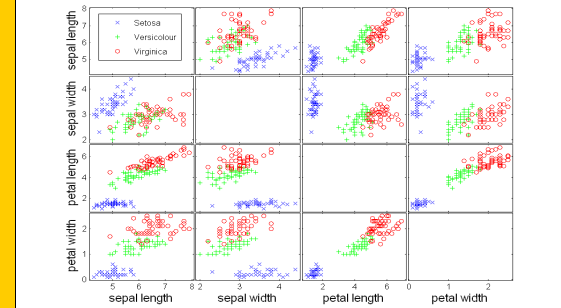 sepal length
8
7
6
5
Setosa
Versicolour
Virginica
sepal width
4
3
2
petal length
6
4
2
petal width
2
1
0
5 6 7 8
2 3 4
2 4 6
0 1 2
sepal length sepal width petal length petal width